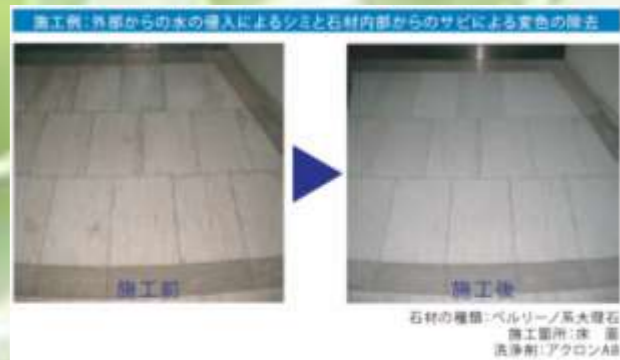 施工例：外部からの水の侵入によるシミと石材内部からのサビによる変色の除去
施工前
施工後
石材の種類：ペルリーノ系大理石
施工箇所：床 面
洗浄剤：アクロンAB